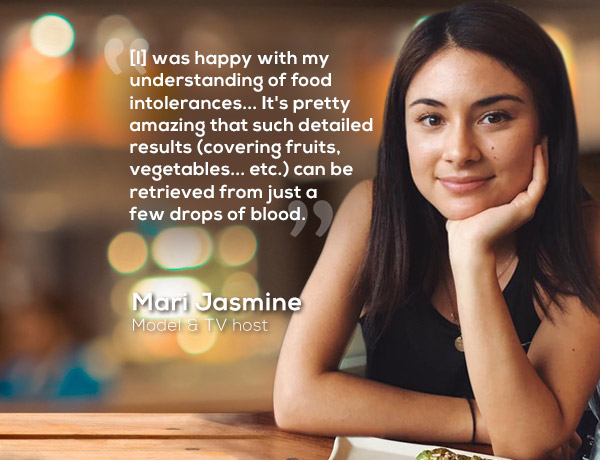 “[I] was happy with my
understanding of food
intolerances... It's pretty
amazing that such detailed
results (covering fruits,
vegetables... etc.) can be
retrieved from just a
few drops of blood.”
Mari Jasmine
Model & TV host